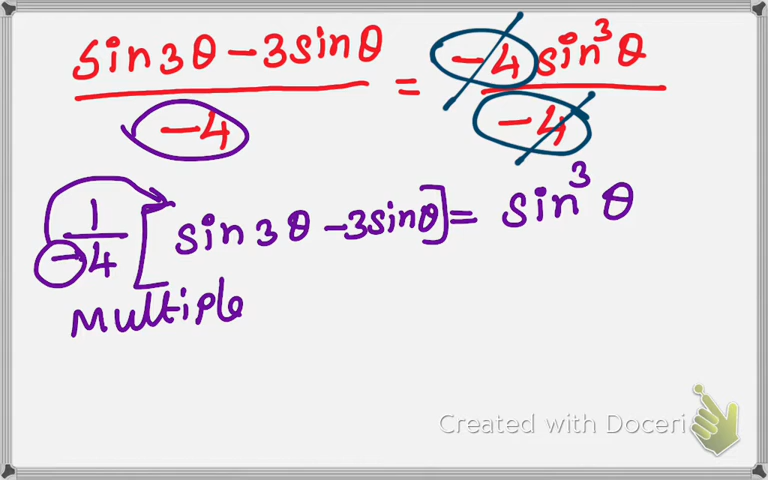 sin3θ − 3sinθ / −4 = −4 sin³θ / −4
1/−4 [sin3θ − 3sinθ] = sin³θ
Multiple
Created with Doceri